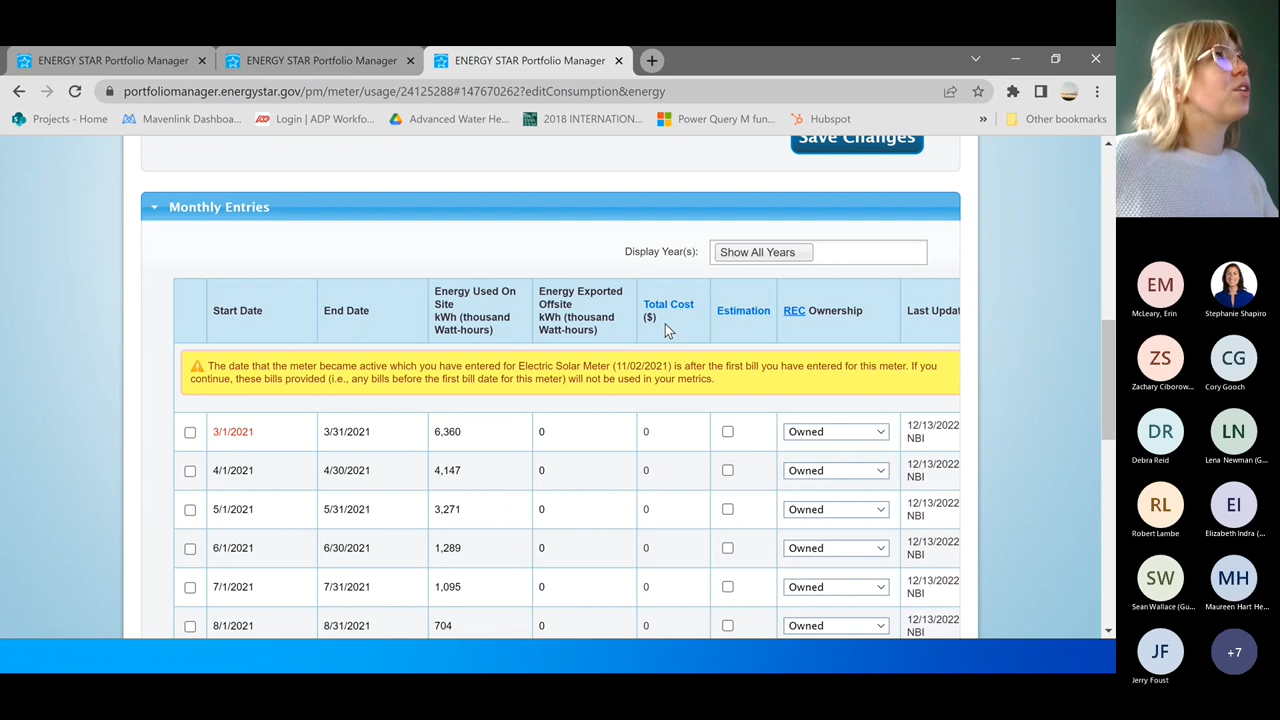 ENERGY STAR Portfolio Manager
ENERGY STAR Portfolio Manager
ENERGY STAR Portfolio Manager
portfoliomanager.energystar.gov/pm/meter/usage/24125288#147670262?editConsumption&energy
Projects - Home
Mavenlink Dashboa...
Login | ADP Workfo...
Advanced Water He...
2018 INTERNATION...
Power Query M fun...
Hubspot
»
Other bookmarks
Save Changes
Monthly Entries
Display Year(s):
Show All Years
Start Date
End Date
Energy Used On
Site
kWh (thousand
Watt-hours)
Energy Exported
Offsite
kWh (thousand
Watt-hours)
Total Cost
($)
Estimation
REC Ownership
Last Updat
The date that the meter became active which you have entered for Electric Solar Meter (11/02/2021) is after the first bill you have entered for this meter. If you
continue, these bills provided (i.e., any bills before the first bill date for this meter) will not be used in your metrics.
3/1/2021 3/31/2021 6,360 0 0 Owned 12/13/2022
NBI
4/1/2021 4/30/2021 4,147 0 0 Owned 12/13/2022
NBI
5/1/2021 5/31/2021 3,271 0 0 Owned 12/13/2022
NBI
6/1/2021 6/30/2021 1,289 0 0 Owned 12/13/2022
NBI
7/1/2021 7/31/2021 1,095 0 0 Owned 12/13/2022
NBI
8/1/2021 8/31/2021 704 0 0 Owned 12/13/2022
NBI
EM
McLeary, Erin
Stephanie Shapiro
ZS
Zachary Ciborow...
CG
Cory Gooch
DR
Debra Reid
LN
Lena Newman (G...
RL
Robert Lambe
EI
Elizabeth Indra (...
SW
Sean Wallace (Gu...
MH
Maureen Hart He...
JF
Jerry Foust
+7